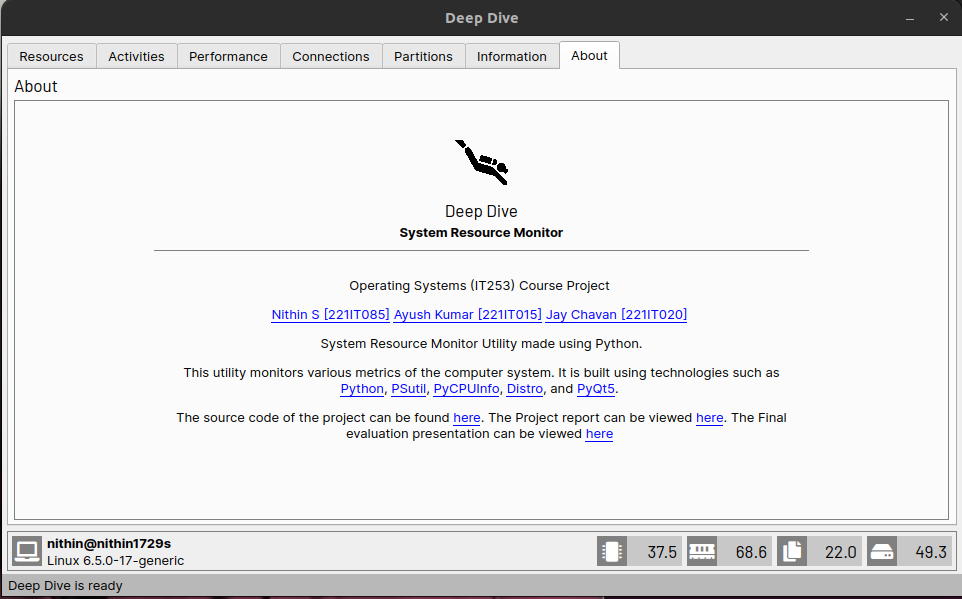 Deep Dive
Resources Activities Performance Connections Partitions Information About
About
Deep Dive
System Resource Monitor
Operating Systems (IT253) Course Project
Nithin S [221IT085] Ayush Kumar [221IT015] Jay Chavan [221IT020]
System Resource Monitor Utility made using Python.
This utility monitors various metrics of the computer system. It is built using technologies such as
Python, PSutil, PyCPUInfo, Distro, and PyQt5.
The source code of the project can be found here. The Project report can be viewed here. The Final
evaluation presentation can be viewed here
nithin@nithin1729s
Linux 6.5.0-17-generic
37.5 68.6 22.0 49.3
Deep Dive is ready